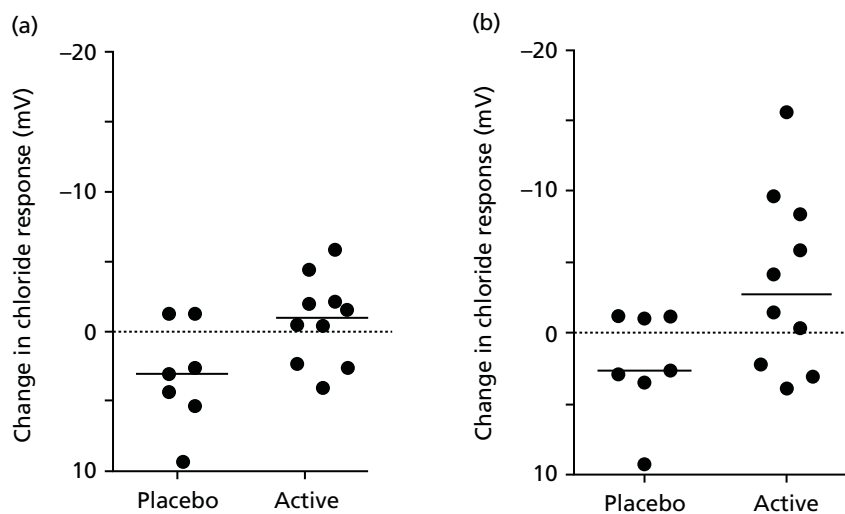 (a)
Change in chloride response (mV)
–20
–10
0
10
Placebo Active
(b)
Change in chloride response (mV)
–20
–10
0
10
Placebo Active